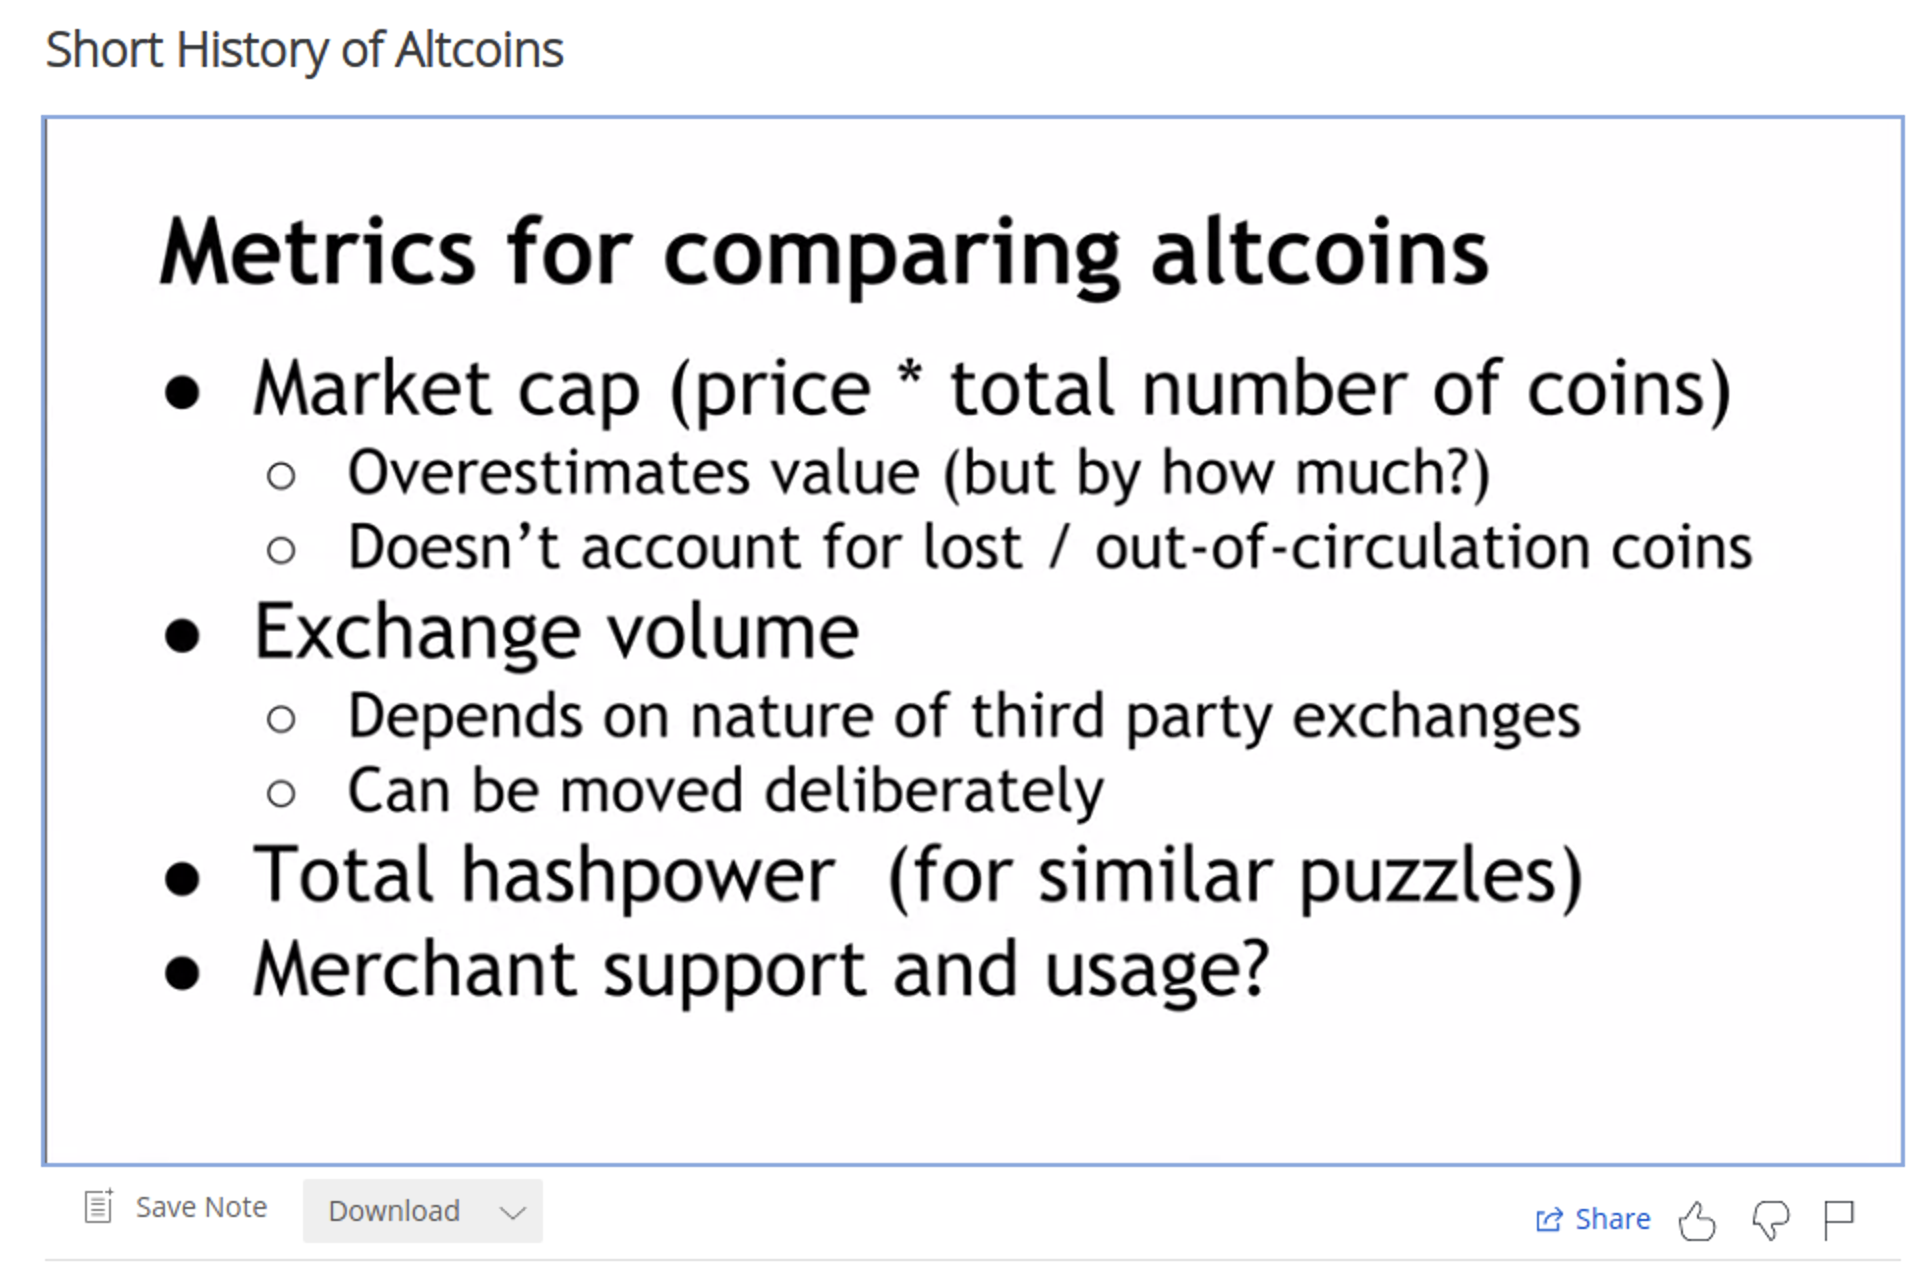 Short History of Altcoins
Metrics for comparing altcoins
● Market cap (price * total number of coins)
○ Overestimates value (but by how much?)
○ Doesn’t account for lost / out-of-circulation coins
● Exchange volume
○ Depends on nature of third party exchanges
○ Can be moved deliberately
● Total hashpower (for similar puzzles)
● Merchant support and usage?
Save Note Download Share